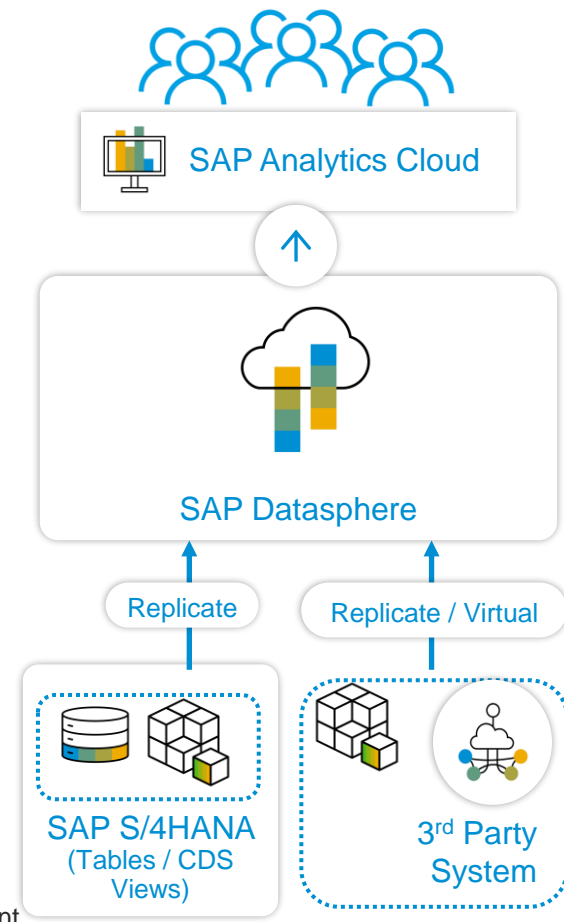 SAP Analytics Cloud
SAP Datasphere
Replicate
Replicate / Virtual
SAP S/4HANA
(Tables / CDS
Views)
3rd Party
System